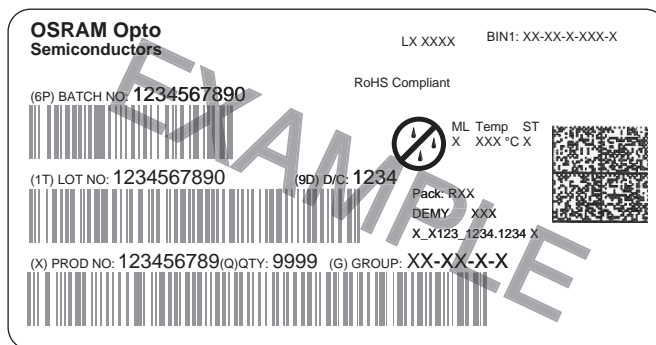 OSRAM Opto
Semiconductors
LX XXXX
BIN1: XX-XX-X-XXX-X
RoHS Compliant
(6P) BATCH NO: 1234567890
ML Temp ST
X XXX °C X
(1T) LOT NO: 1234567890
(9D) D/C: 1234
Pack: RXX
DEMY XXX
X_X123_1234.1234 X
(X) PROD NO: 123456789(Q)QTY: 9999 (G) GROUP: XX-XX-X-X
EXAMPLE